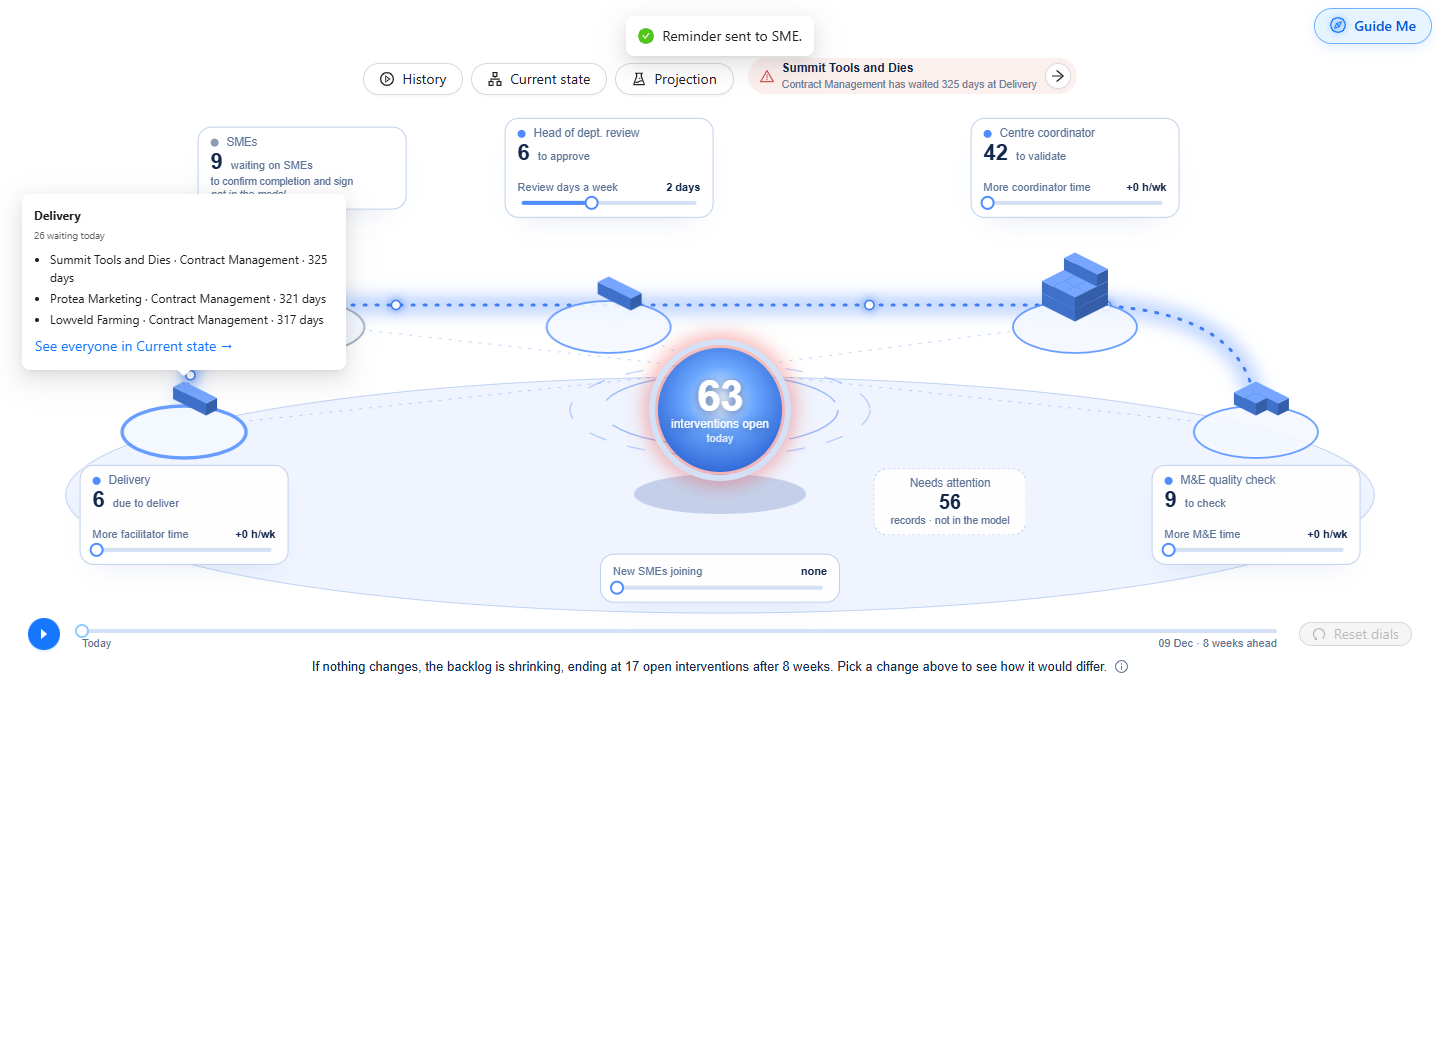 Reminder sent to SME.
Guide Me
History
Current state
Projection
Summit Tools and Dies
Contract Management has waited 325 days at Delivery
SMEs
9 waiting on SMEs
to confirm completion and sign
Head of dept. review
6 to approve
Review days a week 2 days
Centre coordinator
42 to validate
More coordinator time +0 h/wk
Delivery
26 waiting today
Summit Tools and Dies · Contract Management · 325
days
Protea Marketing · Contract Management · 321 days
Lowveld Farming · Contract Management · 317 days
See everyone in Current state →
63
interventions open
today
Delivery
6 due to deliver
More facilitator time +0 h/wk
Needs attention
56
records · not in the model
M&E quality check
9 to check
More M&E time +0 h/wk
New SMEs joining none
Today
09 Dec · 8 weeks ahead
Reset dials
If nothing changes, the backlog is shrinking, ending at 17 open interventions after 8 weeks. Pick a change above to see how it would differ.